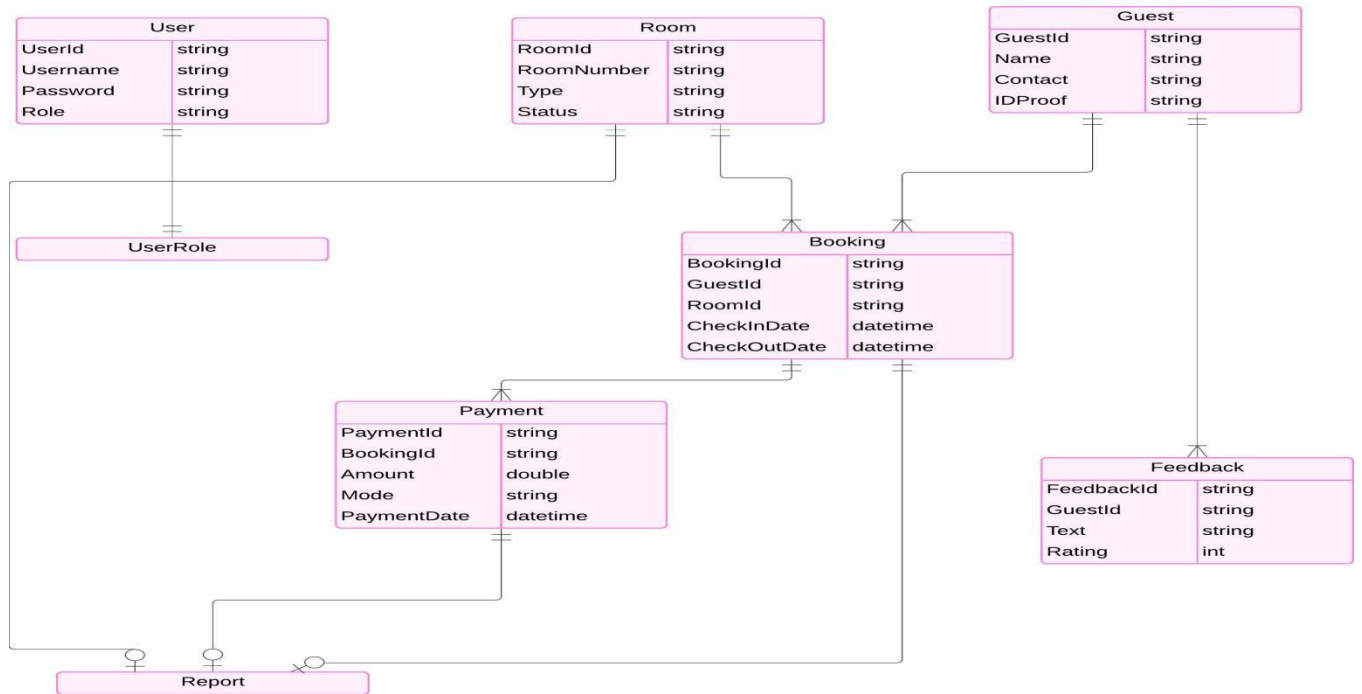 User
UserId string
Username string
Password string
Role string
Room
RoomId string
RoomNumber string
Type string
Status string
Guest
GuestId string
Name string
Contact string
IDProof string
UserRole
Booking
BookingId string
GuestId string
RoomId string
CheckInDate datetime
CheckOutDate datetime
Payment
PaymentId string
BookingId string
Amount double
Mode string
PaymentDate datetime
Feedback
FeedbackId string
GuestId string
Text string
Rating int
Report